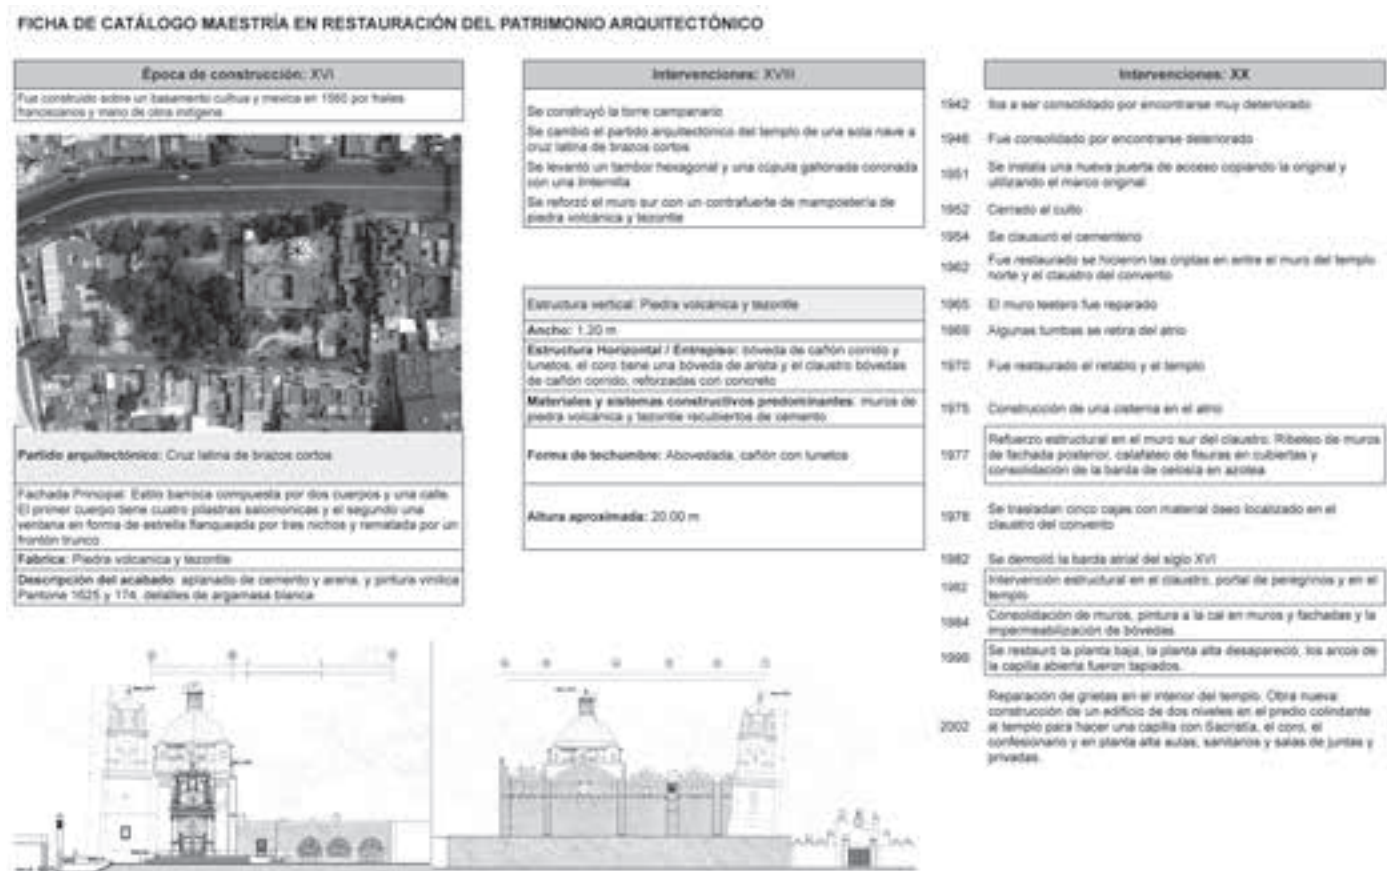 FICHA DE CATÁLOGO MAESTRÍA EN RESTAURACIÓN DEL PATRIMONIO ARQUITECTÓNICO
Época de construcción: XVI
Fue construido sobre un basamento culhua y mexica en 1560 por frailes
franciscanos y mano de obra indígena
Partido arquitectónico: Cruz latina de brazos cortos
Fachada Principal: Estilo barroca compuesta por dos cuerpos y una calle.
El primer cuerpo tiene cuatro pilastras salomonicas y el segundo una
ventana en forma de estrella flanqueada por tres nichos y rematada por un
frontón trunco
Fabrica: Piedra volcanica y tezontle
Descripción del acabado: aplanado de cemento y arena, y pintura vinílica
Pantone 1625 y 174, detalles de argamasa blanca
Intervenciones: XVIII
Se construyó la torre campanario
Se cambió el partido arquitectónico del templo de una sola nave a
cruz latina de brazos cortos
Se levantó un tambor hexagonal y una cúpula gallonada coronada
con una linternilla
Se reforzó el muro sur con un contrafuerte de mampostería de
piedra volcánica y tezontle
Estructura vertical: Piedra volcánica y tezontle
Ancho: 1.20 m
Estructura Horizontal / Entrepiso: bóveda de cañón corrido y
lunetos, el coro tiene una bóveda de arista y el claustro bóvedas
de cañón corrido, reforzadas con concreto
Materiales y sistemas constructivos predominantes: muros de
piedra volcánica y tezontle recubiertos de cemento
Forma de techumbre: Abovedada, cañón con lunetos
Altura aproximada: 20.00 m
Intervenciones: XX
1942 Iba a ser consolidado por encontrarse muy deteriorado
1946 Fue consolidado por encontrarse deteriorado
1951 Se instala una nueva puerta de acceso copiando la original y
utilizando el marco original
1952 Cerrado al culto
1954 Se clausuró el cementerio
1962 Fue restaurado se hicieron las criptas en entre el muro del templo
norte y el claustro del convento
1965 El muro testero fue reparado
1969 Algunas tumbas se retira del atrio
1970 Fue restaurado el retablo y el templo
1975 Construcción de una cisterna en el atrio
1977 Refuerzo estructural en el muro sur del claustro: Ribeteo de muros
de fachada posterior, calafateo de fisuras en cubiertas y
consolidación de la barda de celosía en azotea
1978 Se trasladan cinco cajas con material óseo localizado en el
claustro del convento
1982 Se demolió la barda atrial del siglo XVI
1982 Intervención estructural en el claustro, portal de peregrinos y en el
templo
1984 Consolidación de muros, pintura a la cal en muros y fachadas y la
impermeabilización de bóvedas.
Se restauró la planta baja, la planta alta desapareció, los arcos de
la capilla abierta fueron tapiados.
2002 Reparación de grietas en el interior del templo. Obra nueva:
construcción de un edificio de dos niveles en el predio colindante
al templo para hacer una capilla con Sacristía, el coro, el
confesionario y en planta alta aulas, sanitarios y salas de juntas y
privadas.